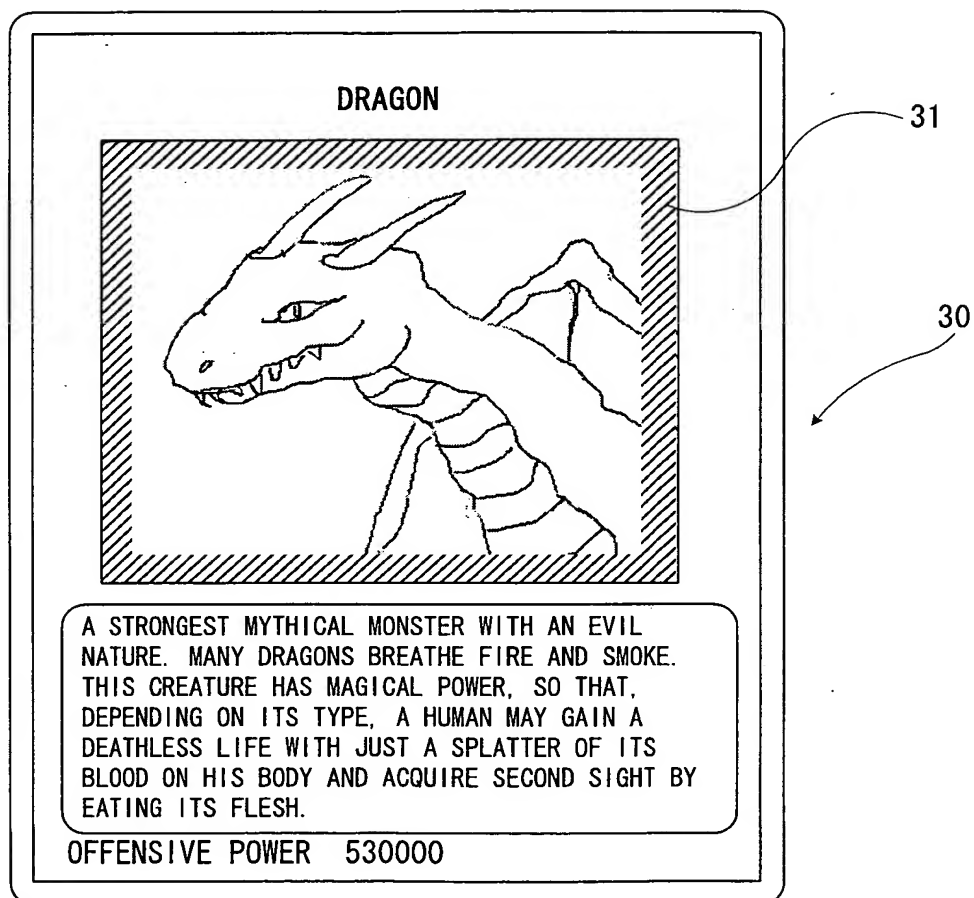 DRAGON
31
30
A STRONGEST MYTHICAL MONSTER WITH AN EVIL
NATURE. MANY DRAGONS BREATHE FIRE AND SMOKE.
THIS CREATURE HAS MAGICAL POWER, SO THAT,
DEPENDING ON ITS TYPE, A HUMAN MAY GAIN A
DEATHLESS LIFE WITH JUST A SPLATTER OF ITS
BLOOD ON HIS BODY AND ACQUIRE SECOND SIGHT BY
EATING ITS FLESH.
OFFENSIVE POWER 530000